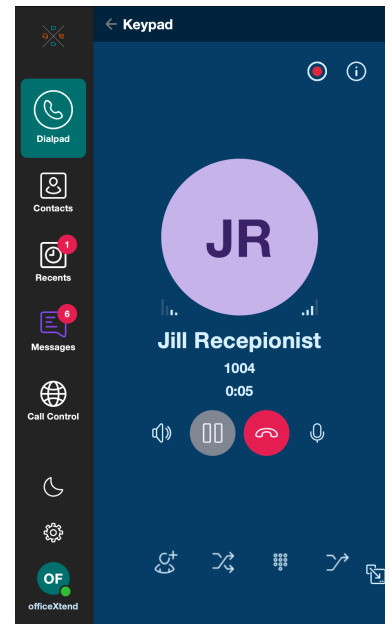 Keypad
Dialpad
Contacts
1
Recents
6
Messages
Call Control
OF
officeXtend
JR
Jill Recepionist
1004
0:05